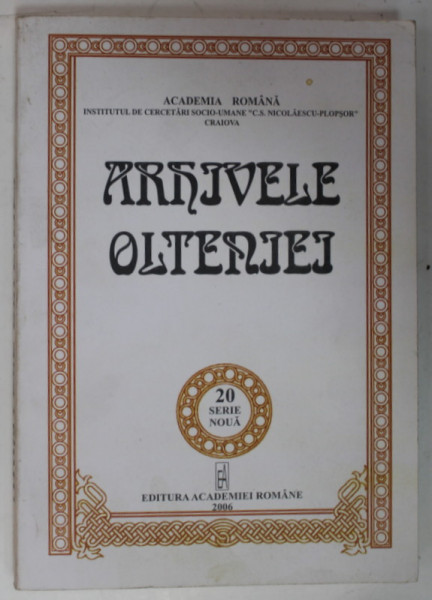 ACADEMIA ROMÂNĂ
INSTITUTUL DE CERCETĂRI SOCIO-UMANE "C.S. NICOLĂESCU-PLOPȘOR"
CRAIOVA
ARHIVELE
OLTENIEI
20
SERIE
NOUĂ
EA
EDITURA ACADEMIEI ROMÂNE
2006